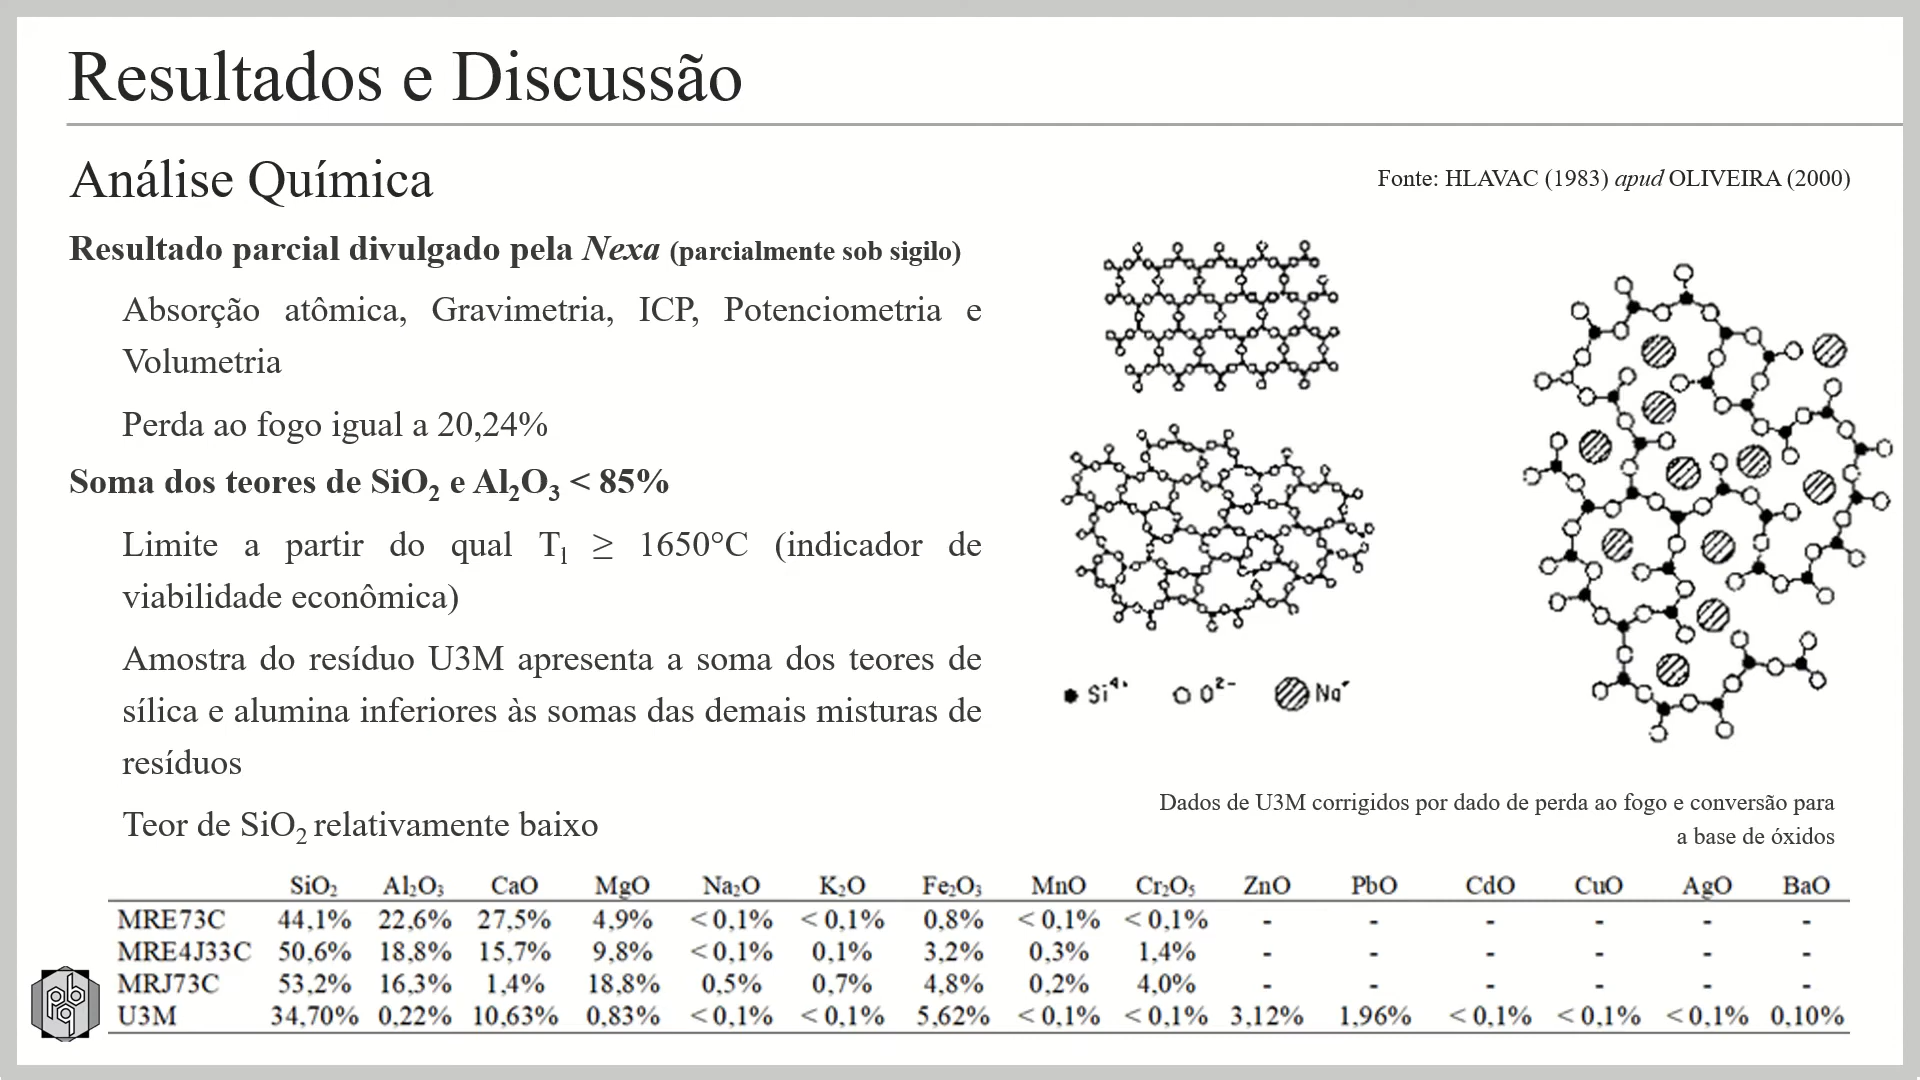 Resultados e Discussão
Análise Química
Fonte: HLAVAC (1983) apud OLIVEIRA (2000)
Resultado parcial divulgado pela Nexa (parcialmente sob sigilo)
Absorção atômica, Gravimetria, ICP, Potenciometria e
Volumetria
Perda ao fogo igual a 20,24%
Soma dos teores de SiO₂ e Al₂O₃ < 85%
Limite a partir do qual Tₗ ≥ 1650°C (indicador de
viabilidade econômica)
Amostra do resíduo U3M apresenta a soma dos teores de
sílica e alumina inferiores às somas das demais misturas de
resíduos
Teor de SiO₂ relativamente baixo
Si⁴⁺ O²⁻ Na⁺
Dados de U3M corrigidos por dado de perda ao fogo e conversão para
a base de óxidos
SiO₂ Al₂O₃ CaO MgO Na₂O K₂O Fe₂O₃ MnO Cr₂O₅ ZnO PbO CdO CuO AgO BaO
MRE73C 44,1% 22,6% 27,5% 4,9% < 0,1% < 0,1% 0,8% < 0,1% < 0,1% - - - - - -
MRE4J33C 50,6% 18,8% 15,7% 9,8% < 0,1% 0,1% 3,2% 0,3% 1,4% - - - - - -
MRJ73C 53,2% 16,3% 1,4% 18,8% 0,5% 0,7% 4,8% 0,2% 4,0% - - - - - -
U3M 34,70% 0,22% 10,63% 0,83% < 0,1% < 0,1% 5,62% < 0,1% < 0,1% 3,12% 1,96% < 0,1% < 0,1% < 0,1% 0,10%